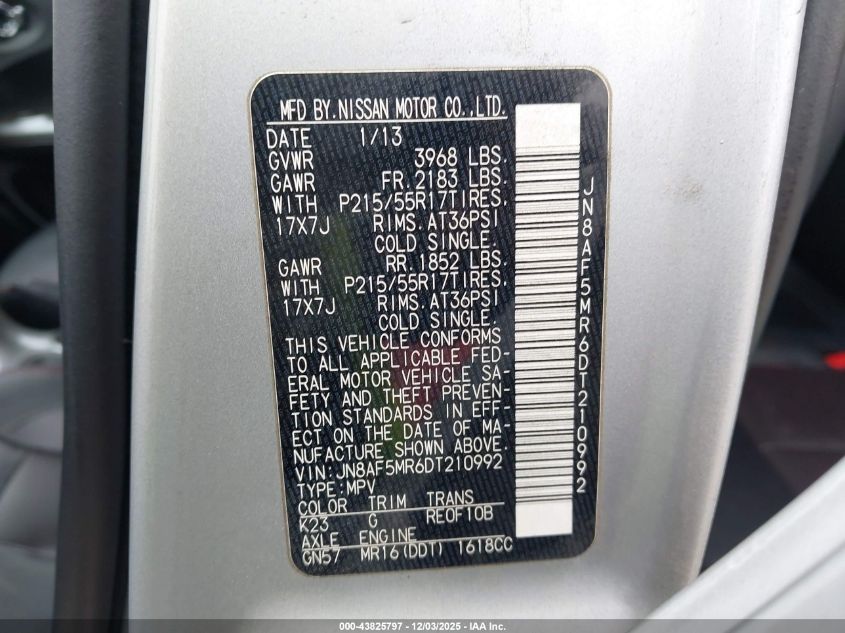 MFD BY.NISSAN MOTOR CO.,LTD.
DATE 1/13
GVWR 3968 LBS.
GAWR FR.2183 LBS.
WITH P215/55R17TIRES.
17X7J RIMS.AT36PSI
COLD SINGLE.
GAWR RR.1852 LBS.
WITH P215/55R17TIRES.
17X7J RIMS.AT36PSI
COLD SINGLE.
THIS VEHICLE CONFORMS
TO ALL APPLICABLE FED-
ERAL MOTOR VEHICLE SA-
FETY AND THEFT PREVEN-
TION STANDARDS IN EFF-
ECT ON THE DATE OF MA-
NUFACTURE SHOWN ABOVE.
VIN:JN8AF5MR6DT210992
TYPE:MPV
COLOR TRIM TRANS
K23 G RE0F10B
AXLE ENGINE
GN57 MR16(DDT) 1618CC
JN8AF5MR6DT210992
000-43825797 - 12/03/2025 - IAA Inc.